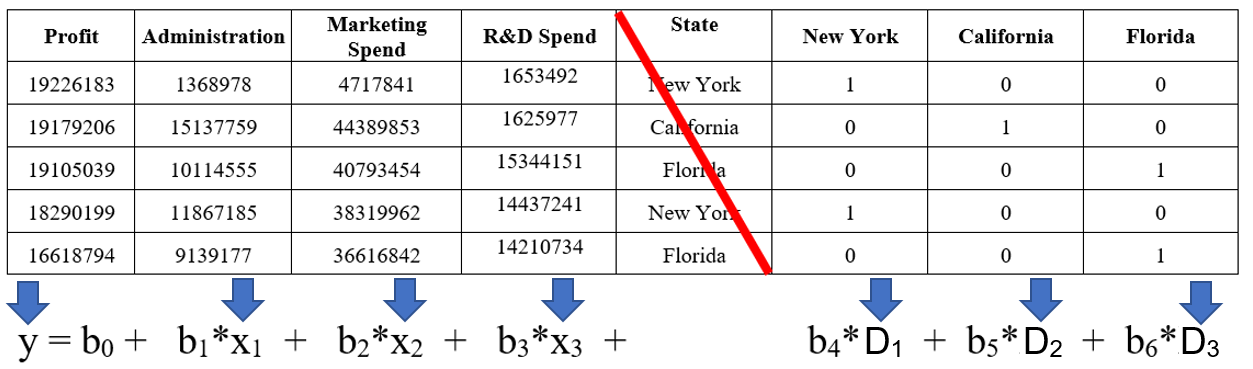 Profit Administration Marketing Spend R&D Spend State New York California Florida
19226183 1368978 4717841 1653492 New York 1 0 0
19179206 15137759 44389853 1625977 California 0 1 0
19105039 10114555 40793454 15344151 Florida 0 0 1
18290199 11867185 38319962 14437241 New York 1 0 0
16618794 9139177 36616842 14210734 Florida 0 0 1
y = b0 + b1*x1 + b2*x2 + b3*x3 + b4*D1 + b5*D2 + b6*D3